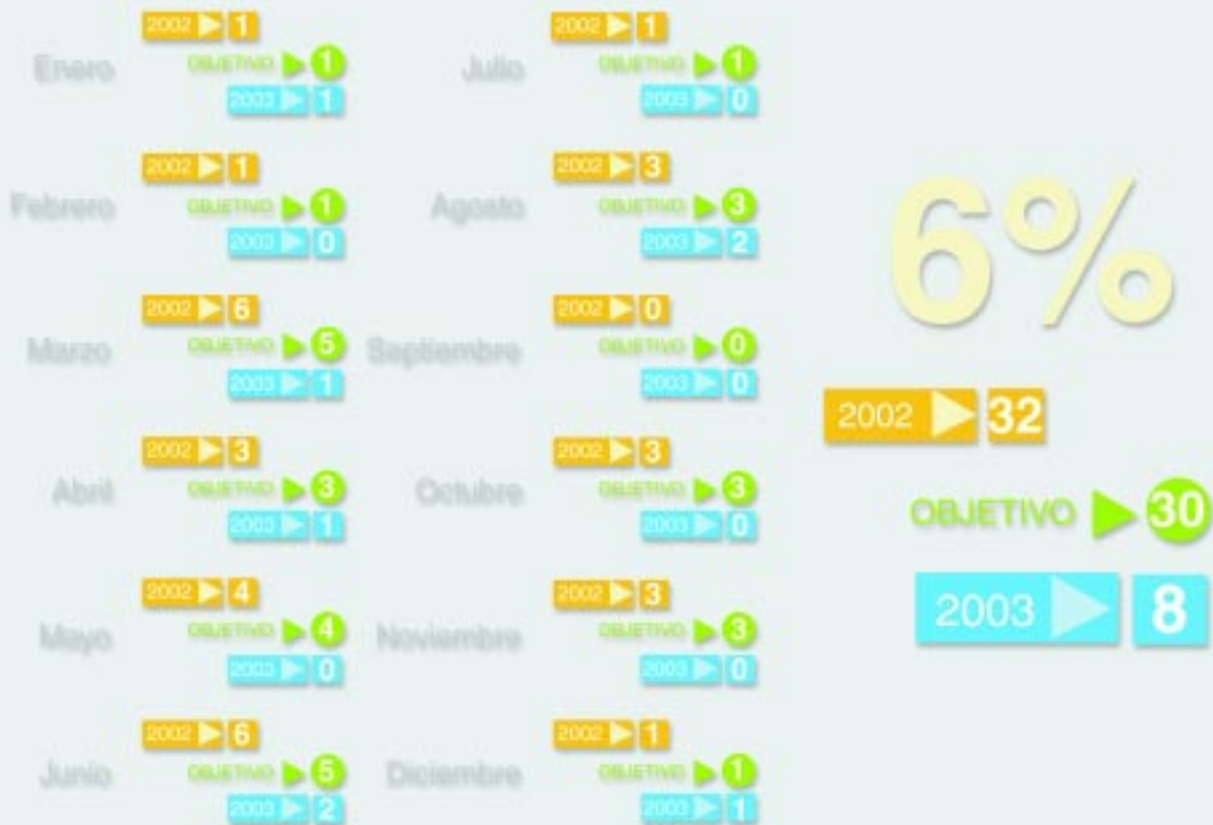 2002 1
Enero OBJETIVO 1
2003 1
2002 1
Febrero OBJETIVO 1
2003 0
2002 6
Marzo OBJETIVO 5
2003 1
2002 3
Abril OBJETIVO 3
2003 1
2002 4
Mayo OBJETIVO 4
2003 0
2002 6
Junio OBJETIVO 5
2003 2
2002 1
Julio OBJETIVO 1
2003 0
2002 3
Agosto OBJETIVO 3
2003 2
2002 0
Septiembre OBJETIVO 0
2003 0
2002 3
Octubre OBJETIVO 3
2003 0
2002 3
Noviembre OBJETIVO 3
2003 0
2002 1
Diciembre OBJETIVO 1
2003 1
6%
2002 32
OBJETIVO 30
2003 8